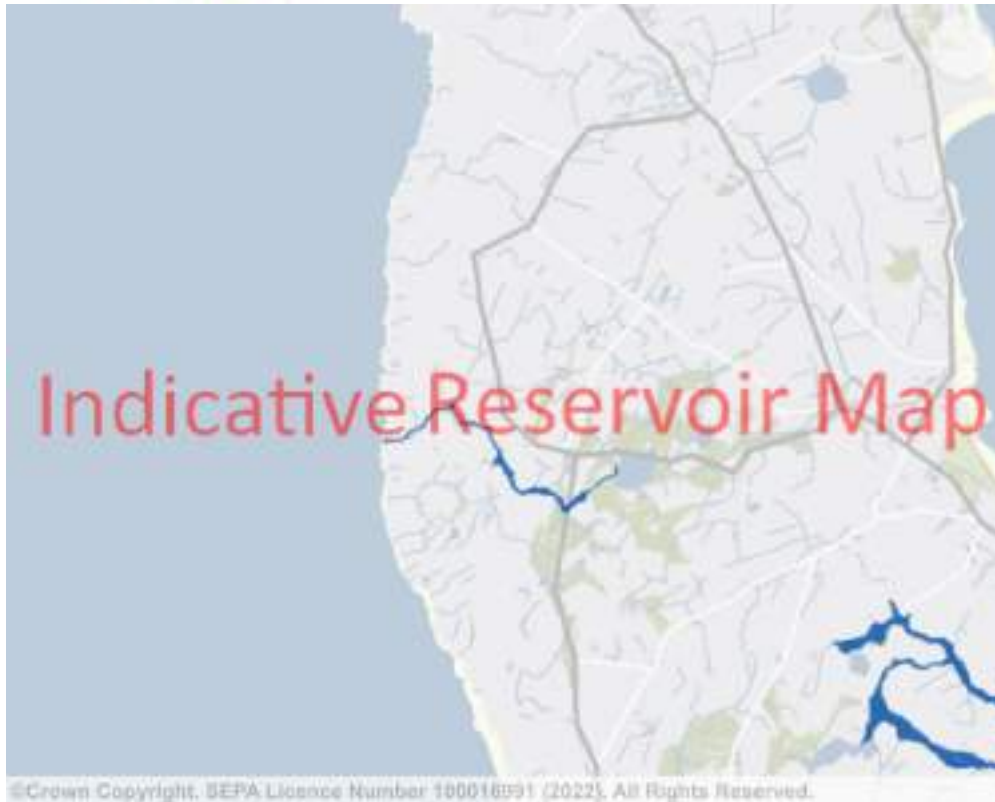 Indicative Reservoir Map
©Crown Copyright. SEPA Licence Number 100016991 (2022). All Rights Reserved.